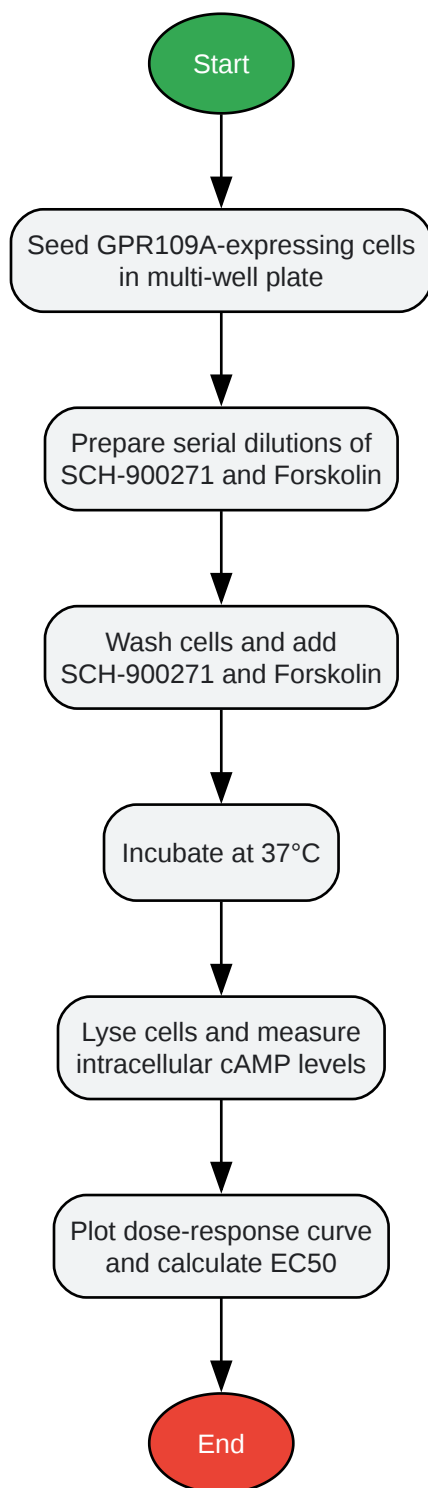 Start
Seed GPR109A-expressing cells
in multi-well plate
Prepare serial dilutions of
SCH-900271 and Forskolin
Wash cells and add
SCH-900271 and Forskolin
Incubate at 37°C
Lyse cells and measure
intracellular cAMP levels
Plot dose-response curve
and calculate EC50
End